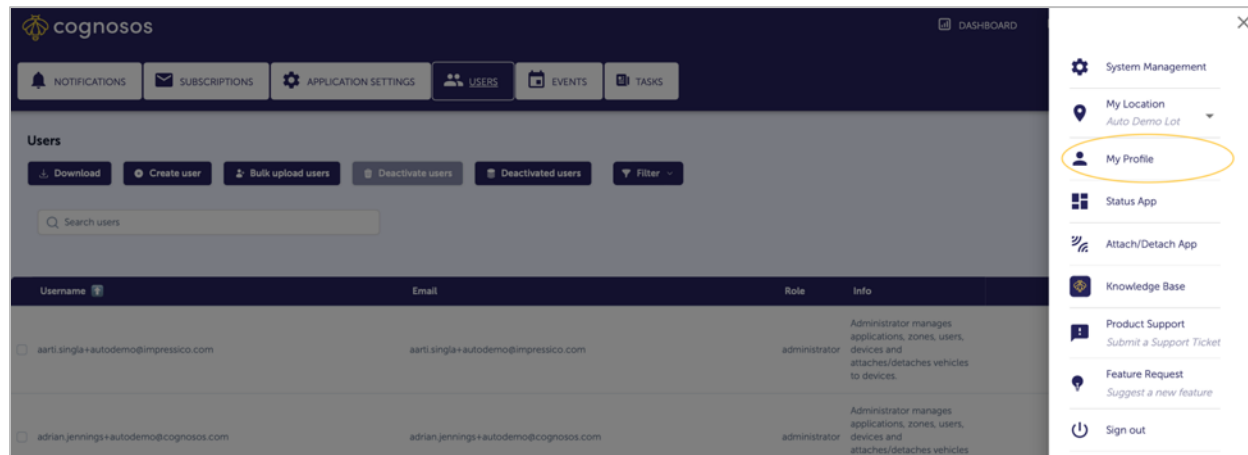 cognosos
DASHBOARD
NOTIFICATIONS
SUBSCRIPTIONS
APPLICATION SETTINGS
USERS
EVENTS
TASKS
Users
Download
Create user
Bulk upload users
Deactivate users
Deactivated users
Filter
Search users
Username
Email
Role
Info
aarti.singla+autodemo@impressico.com
aarti.singla+autodemo@impressico.com
administrator
Administrator manages
applications, zones, users,
devices and
attaches/detaches vehicles
to devices.
adrian.jennings+autodemo@cognosos.com
adrian.jennings+autodemo@cognosos.com
administrator
Administrator manages
applications, zones, users,
devices and
attaches/detaches vehicles
System Management
My Location
Auto Demo Lot
My Profile
Status App
Attach/Detach App
Knowledge Base
Product Support
Submit a Support Ticket
Feature Request
Suggest a new feature
Sign out